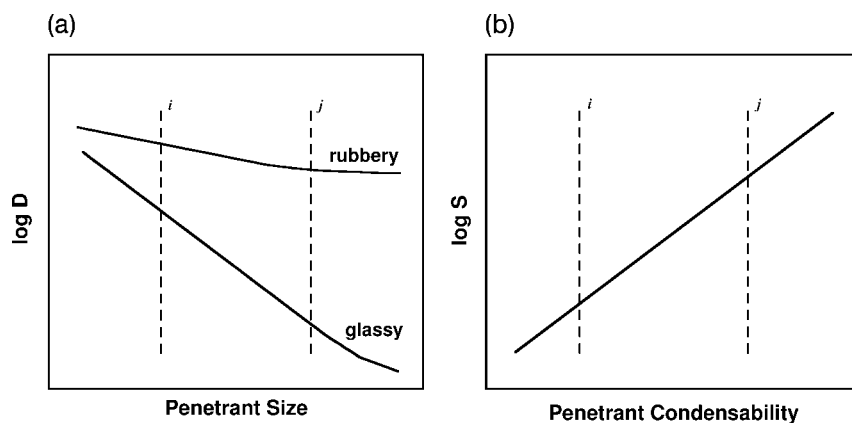 (a)
i
j
rubbery
glassy
log D
Penetrant Size
(b)
i
j
log S
Penetrant Condensability